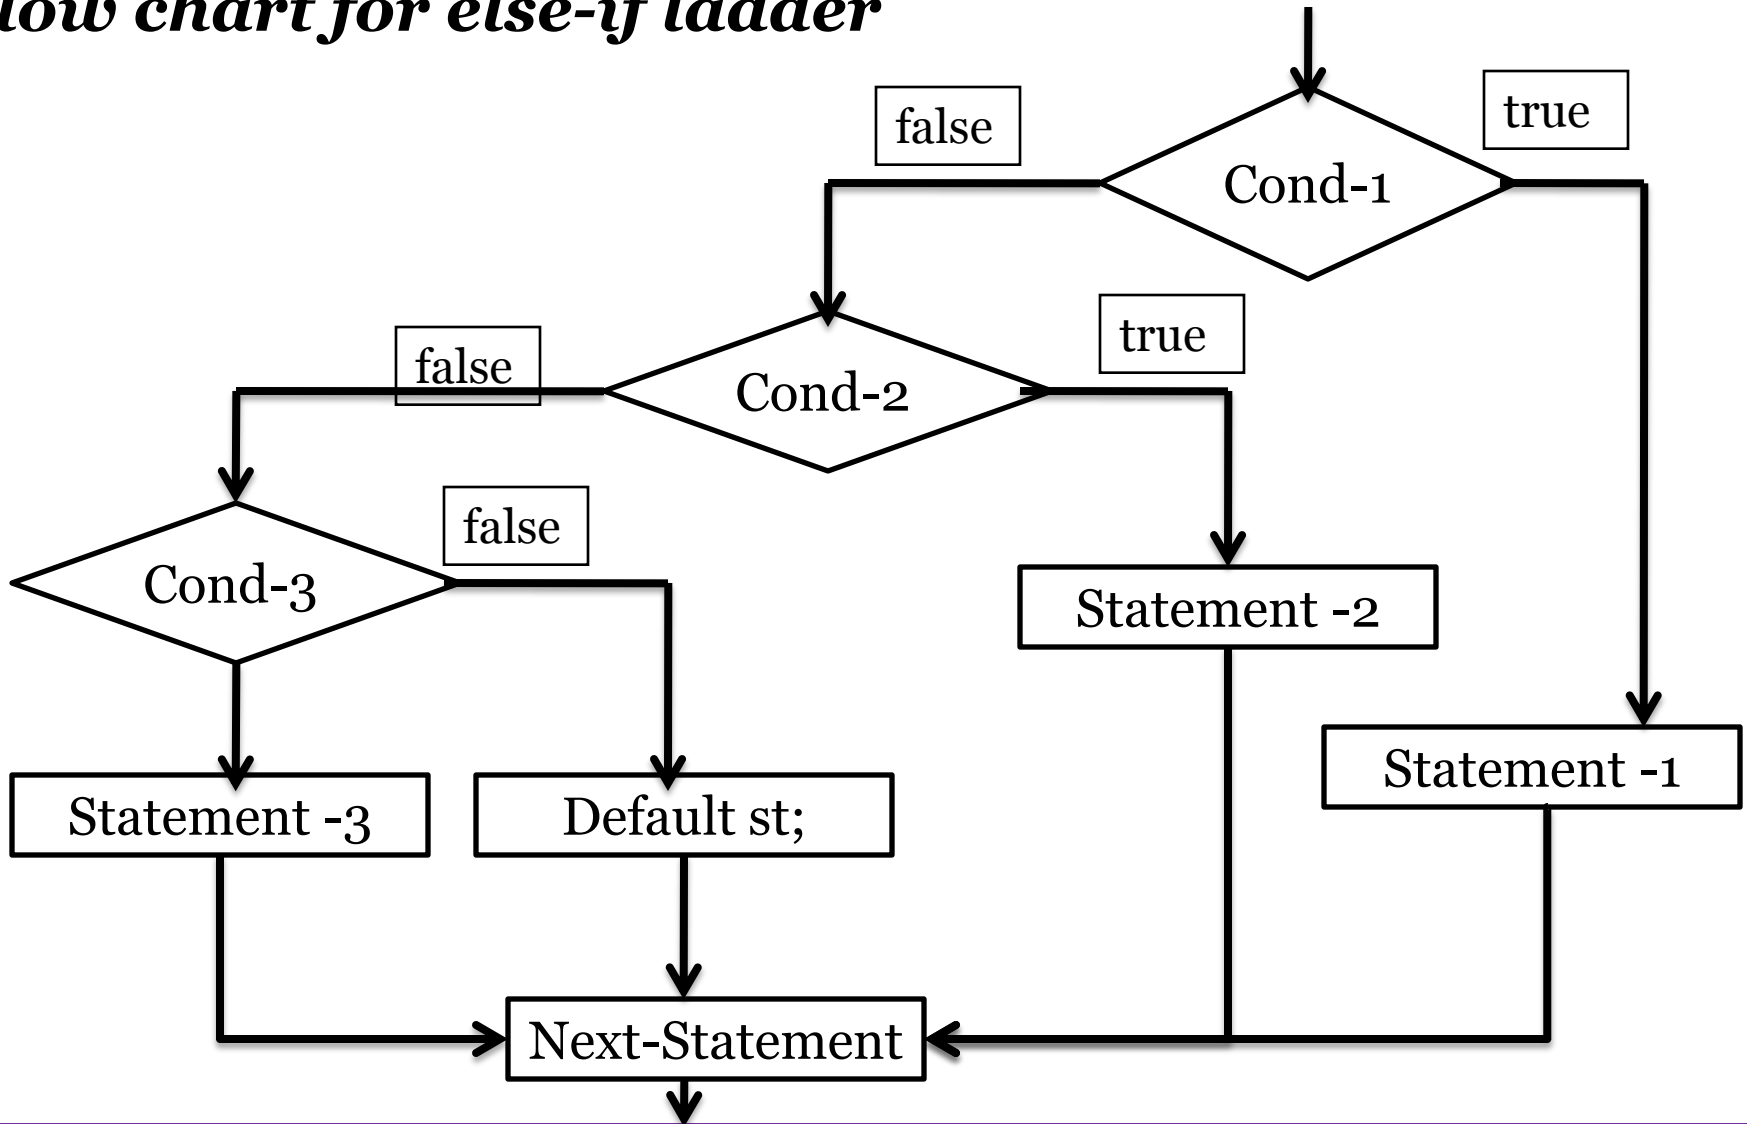 low chart for else-if ladder
false
true
Cond-1
false
true
Cond-2
false
Cond-3
Statement -2
Statement -1
Statement -3
Default st;
Next-Statement